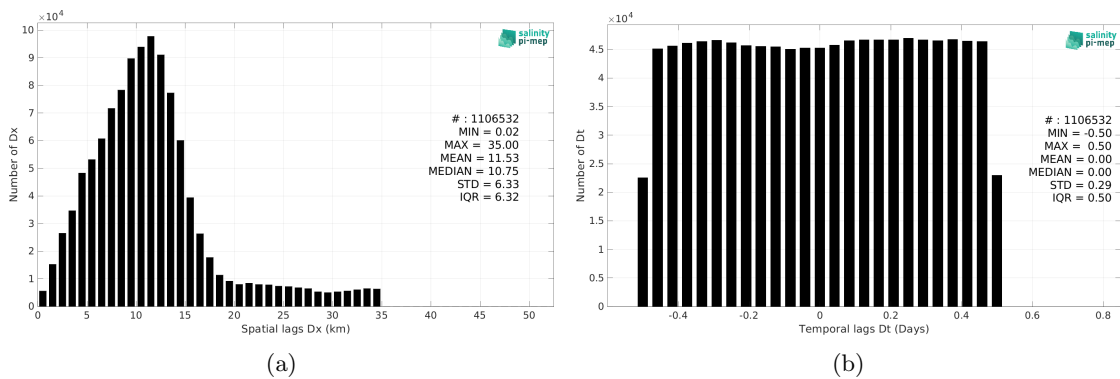 ×10⁴
10
9
8
7
6
5
4
3
2
1
0
Number of Dx
0 5 10 15 20 25 30 35 40 45 50
Spatial lags Dx (km)
salinity
pi-mep
# : 1106532
MIN = 0.02
MAX = 35.00
MEAN = 11.53
MEDIAN = 10.75
STD = 6.33
IQR = 6.32
(a)
×10⁴
4.5
4
3.5
3
2.5
2
1.5
1
0.5
0
Number of Dt
-0.4 -0.2 0 0.2 0.4 0.6 0.8
Temporal lags Dt (Days)
salinity
pi-mep
# : 1106532
MIN = -0.50
MAX = 0.50
MEAN = 0.00
MEDIAN = 0.00
STD = 0.29
IQR = 0.50
(b)